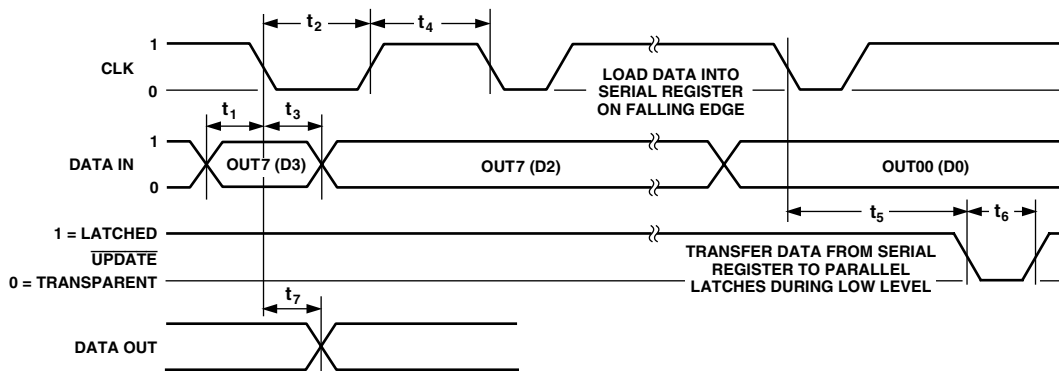 t2
t4
1
CLK
0
LOAD DATA INTO
SERIAL REGISTER
ON FALLING EDGE
t1
t3
1
DATA IN
0
OUT7 (D3)
OUT7 (D2)
OUT00 (D0)
t5
t6
1 = LATCHED
UPDATE
0 = TRANSPARENT
TRANSFER DATA FROM SERIAL
REGISTER TO PARALLEL
LATCHES DURING LOW LEVEL
t7
DATA OUT